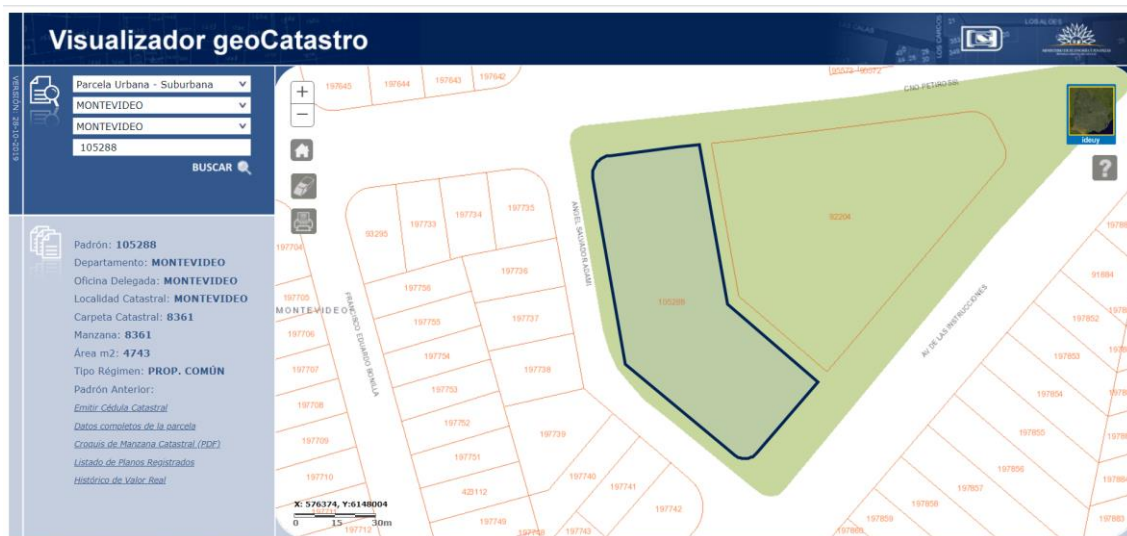 Visualizador geoCatastro
VERSIÓN: 28-10-2019
Parcela Urbana - Suburbana
MONTEVIDEO
MONTEVIDEO
105288
BUSCAR
Padrón: 105288
Departamento: MONTEVIDEO
Oficina Delegada: MONTEVIDEO
Localidad Catastral: MONTEVIDEO
Carpeta Catastral: 8361
Manzana: 8361
Área m2: 4743
Tipo Régimen: PROP. COMÚN
Padrón Anterior:
Emitir Cédula Catastral
Datos completos de la parcela
Croquis de Manzana Catastral (PDF)
Listado de Planos Registrados
Histórico de Valor Real
+
−
197645
197644
197643
197642
CNO PETIRO SIR
ideuy
?
93295
197733
197734
197735
197704
197736
197756
197705
MONTEVIDEO
197706
197755
197737
197707
197754
197738
197708
197753
197709
197752
197739
197710
197751
197740
197741
423112
197742
197712
197749
197743
FRANCISCO EDUARDO BONILLA
ANGEL SALVADOR ADAMI
105288
92204
AV DE LAS INSTRUCCIONES
91884
197852
197853
197854
197855
197856
197857
197858
197859
197860
197883
X: 576374, Y:6148004
0 15 30m